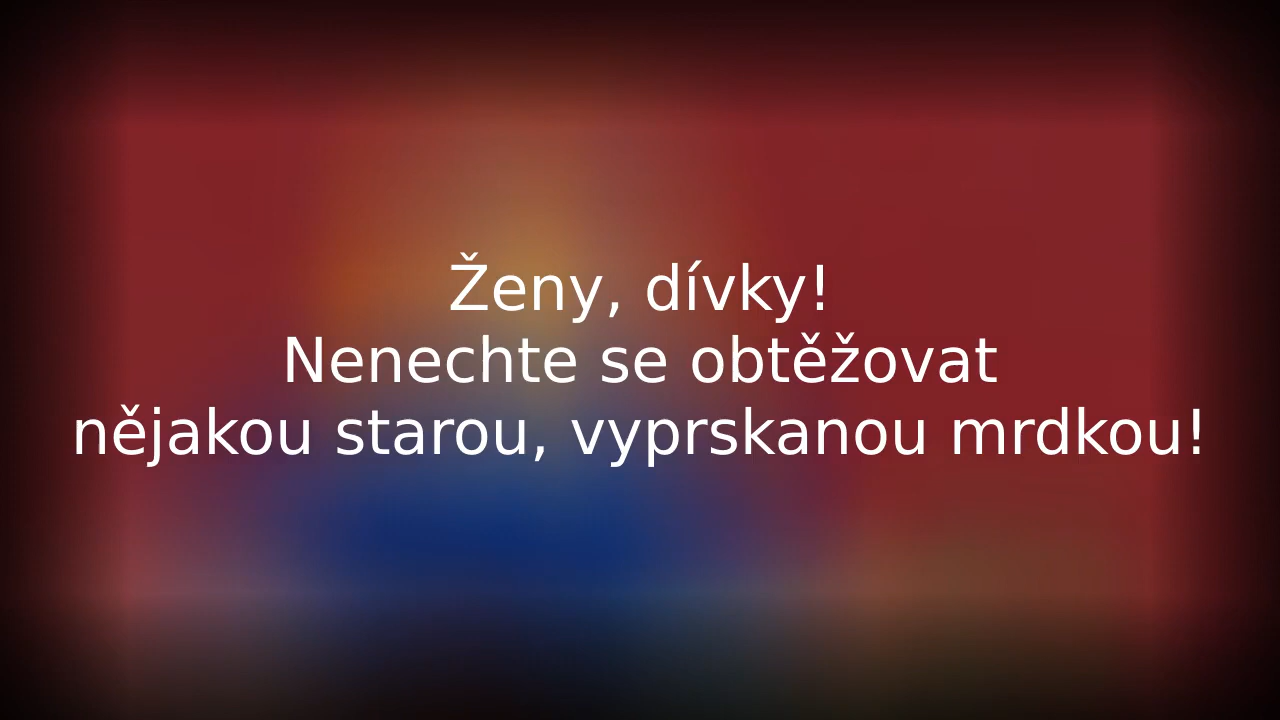 Ženy, dívky!
Nenechte se obtěžovat
nějakou starou, vyprskanou mrdkou!